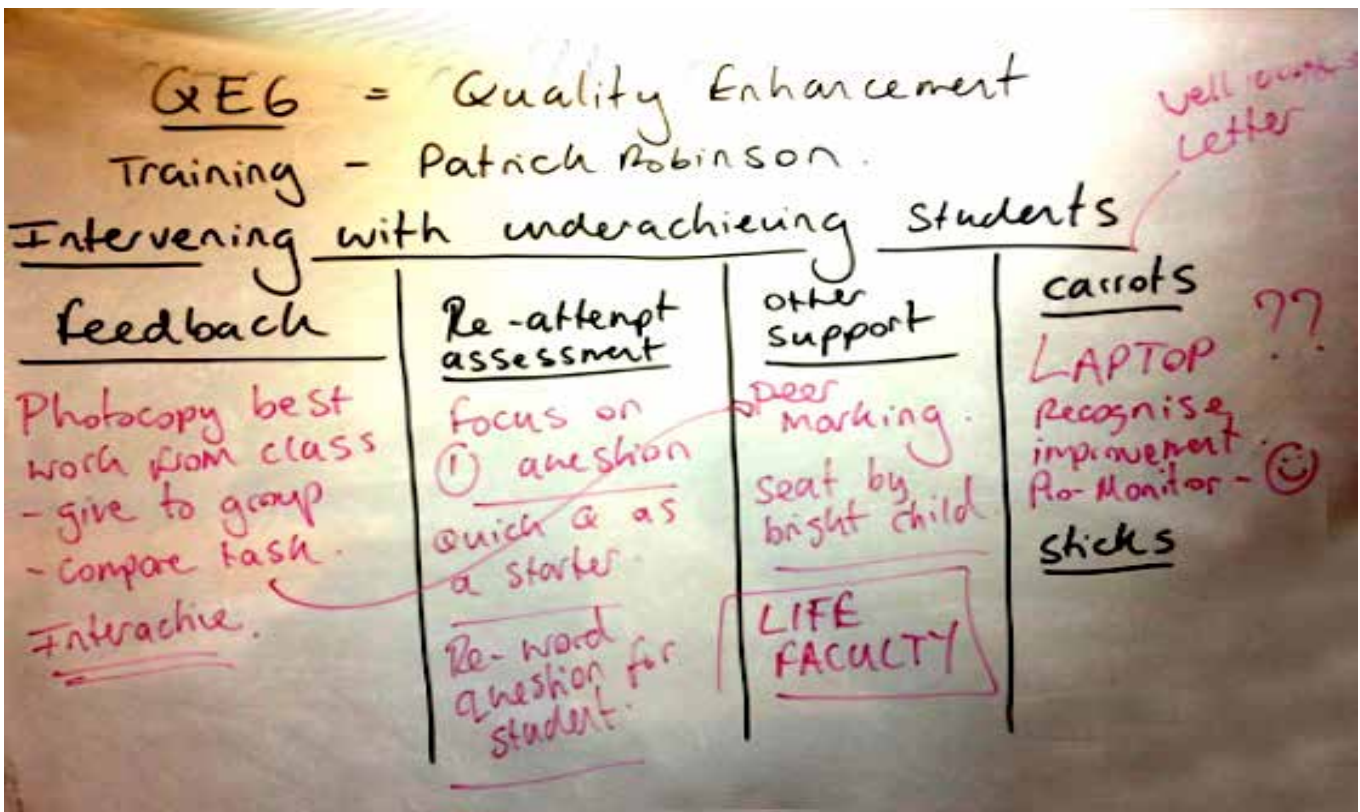 QE6 = Quality Enhancement
Training - Patrick Robinson.
Intervening with underachieving students
well
Letter
feedback
Photocopy best
work from class
- give to group
- compare task.
Interactive.
Re-attempt
assessment
focus on
① question
quick Q as
a starter.
Re-word
question for
student.
other
support
peer
marking.
seat by
bright child
LIFE
FACULTY
carrots
LAPTOP ??
Recognise
improvement.
Pro-Monitor - ☺
sticks